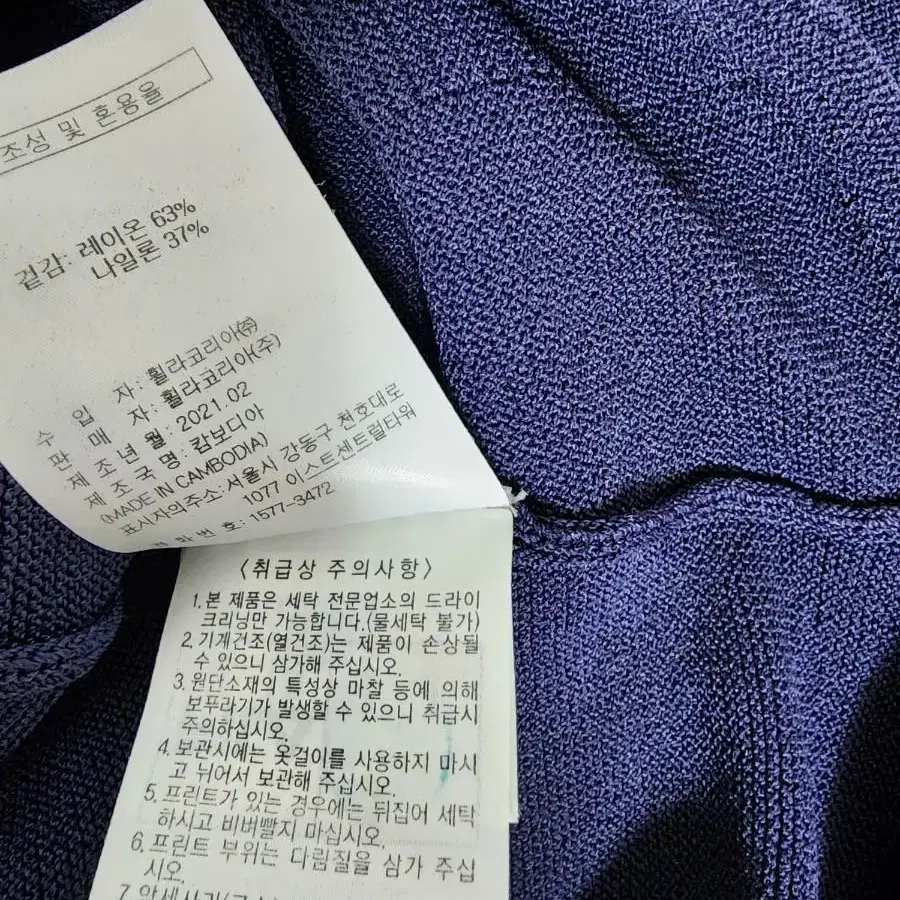 조성 및 혼용율
겉감: 레이온 63%
나일론 37%
수 입 자: 휠라코리아㈜
판 매 자: 휠라코리아(주)
제조년월: 2021.02
제조국명: 캄보디아
(MADE IN CAMBODIA)
표시자의주소: 서울시 강동구 천호대로
1077 이스트센트럴타워
전화번호: 1577-3472
〈취급상 주의사항〉
1. 본 제품은 세탁 전문업소의 드라이
크리닝만 가능합니다.(물세탁 불가)
2. 기계건조(열건조)는 제품이 손상될
수 있으니 삼가해 주십시오.
3. 원단소재의 특성상 마찰 등에 의해
보푸라기가 발생할 수 있으니 취급시
주의하십시오.
4. 보관시에는 옷걸이를 사용하지 마시
고 뉘어서 보관해 주십시오.
5. 프린트가 있는 경우에는 뒤집어 세탁
하시고 비벼빨지 마십시오.
6. 프린트 부위는 다림질을 삼가 주십
시오.
7.